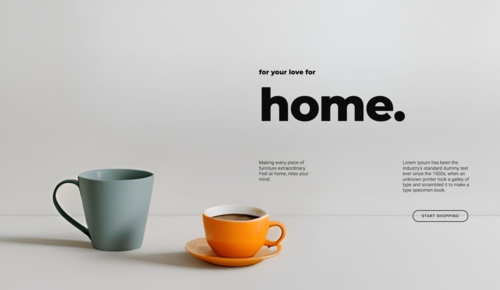 for your love for
home.
Making every piece of
furniture extraordinary.
Feel at home, relax your
mind.
Lorem Ipsum has been the
industry's standard dummy text
ever since the 1500s, when an
unknown printer took a galley of
type and scrambled it to make a
type specimen book.
START SHOPPING